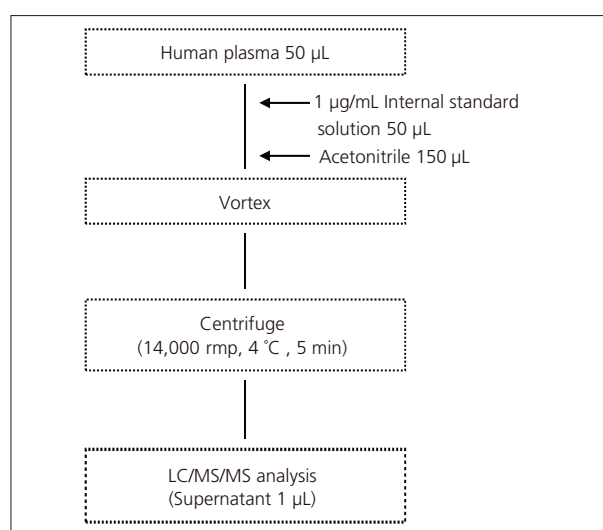 Human plasma 50 µL
1 µg/mL Internal standard
solution 50 µL
Acetonitrile 150 µL
Vortex
Centrifuge
(14,000 rmp, 4 ˚C , 5 min)
LC/MS/MS analysis
(Supernatant 1 µL)